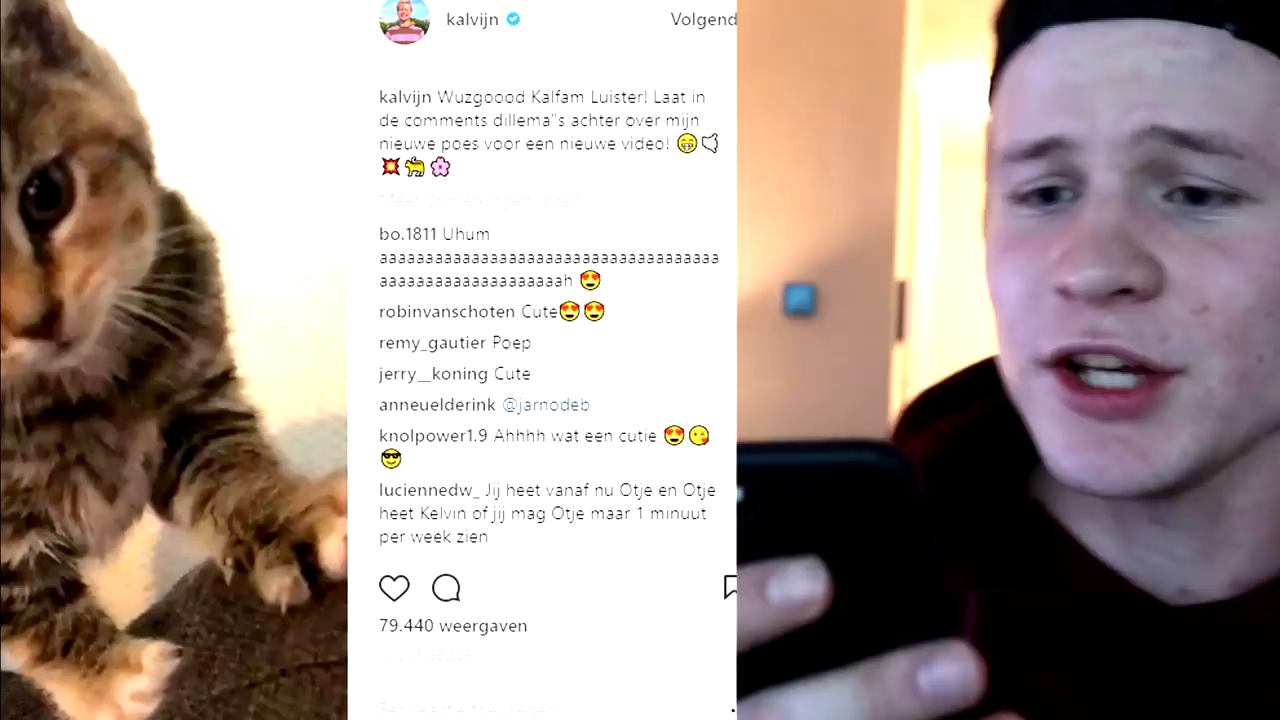 kalvijn Volgend
kalvijn Wuzgoood Kalfam Luister! Laat in
de comments dillema"s achter over mijn
nieuwe poes voor een nieuwe video!
bo.1811 Uhum
aaaaaaaaaaaaaaaaaaaaaaaaaaaaaaaaaaaaa
aaaaaaaaaaaaaaaaaaaah
robinvanschoten Cute
remy_gautier Poep
jerry__koning Cute
anneuelderink @jarnodeb
knolpower1.9 Ahhhh wat een cutie
luciennedw_ Jij heet vanaf nu Otje en Otje
heet Kelvin of jij mag Otje maar 1 minuut
per week zien
79.440 weergaven